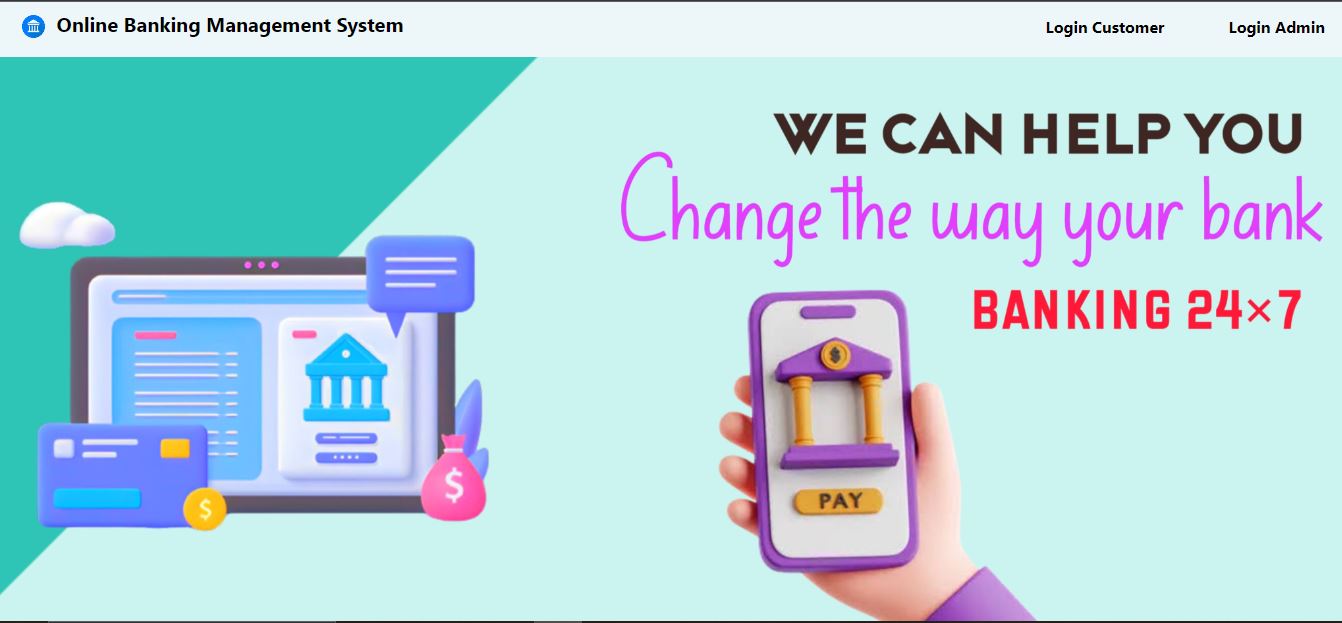 Online Banking Management System
Login Customer
Login Admin
WE CAN HELP YOU
Change the way your bank
BANKING 24×7
$
$
$
PAY